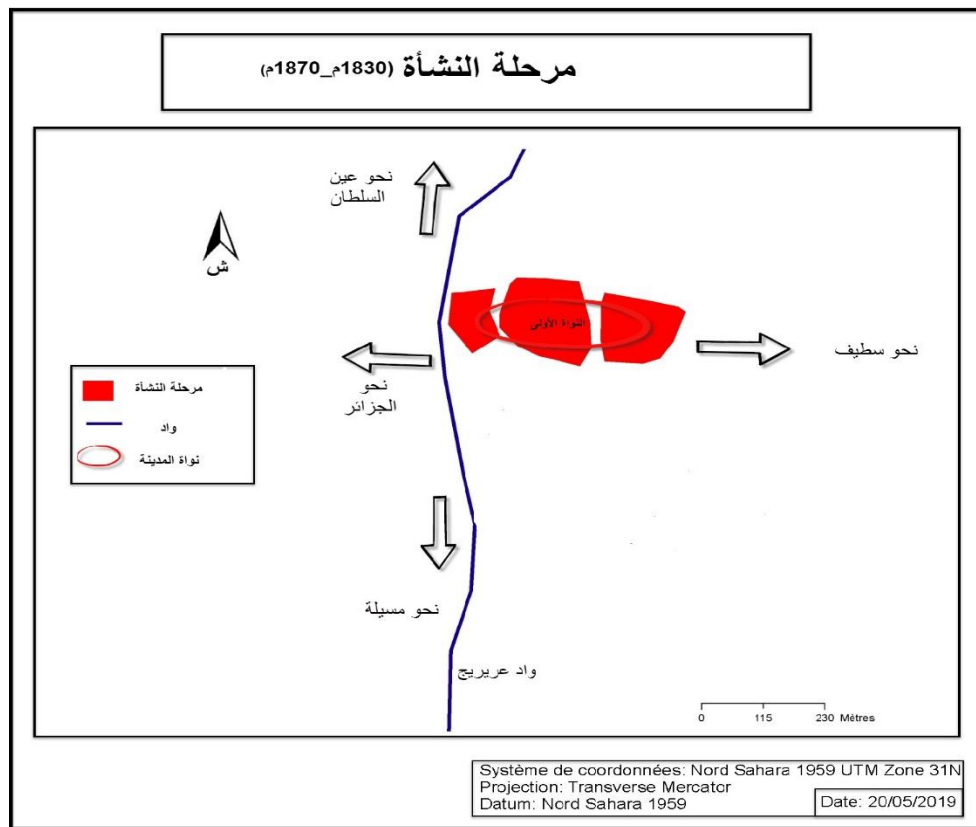 مرحلة النشأة (1830م_1870م)
نحو عين
السلطان
ش
النواة الأولى
نحو سطيف
نحو
الجزائر
مرحلة النشأة
واد
نواة المدينة
نحو مسيلة
واد عريريج
0 115 230 Mètres
Système de coordonnées: Nord Sahara 1959 UTM Zone 31N
Projection: Transverse Mercator
Datum: Nord Sahara 1959
Date: 20/05/2019